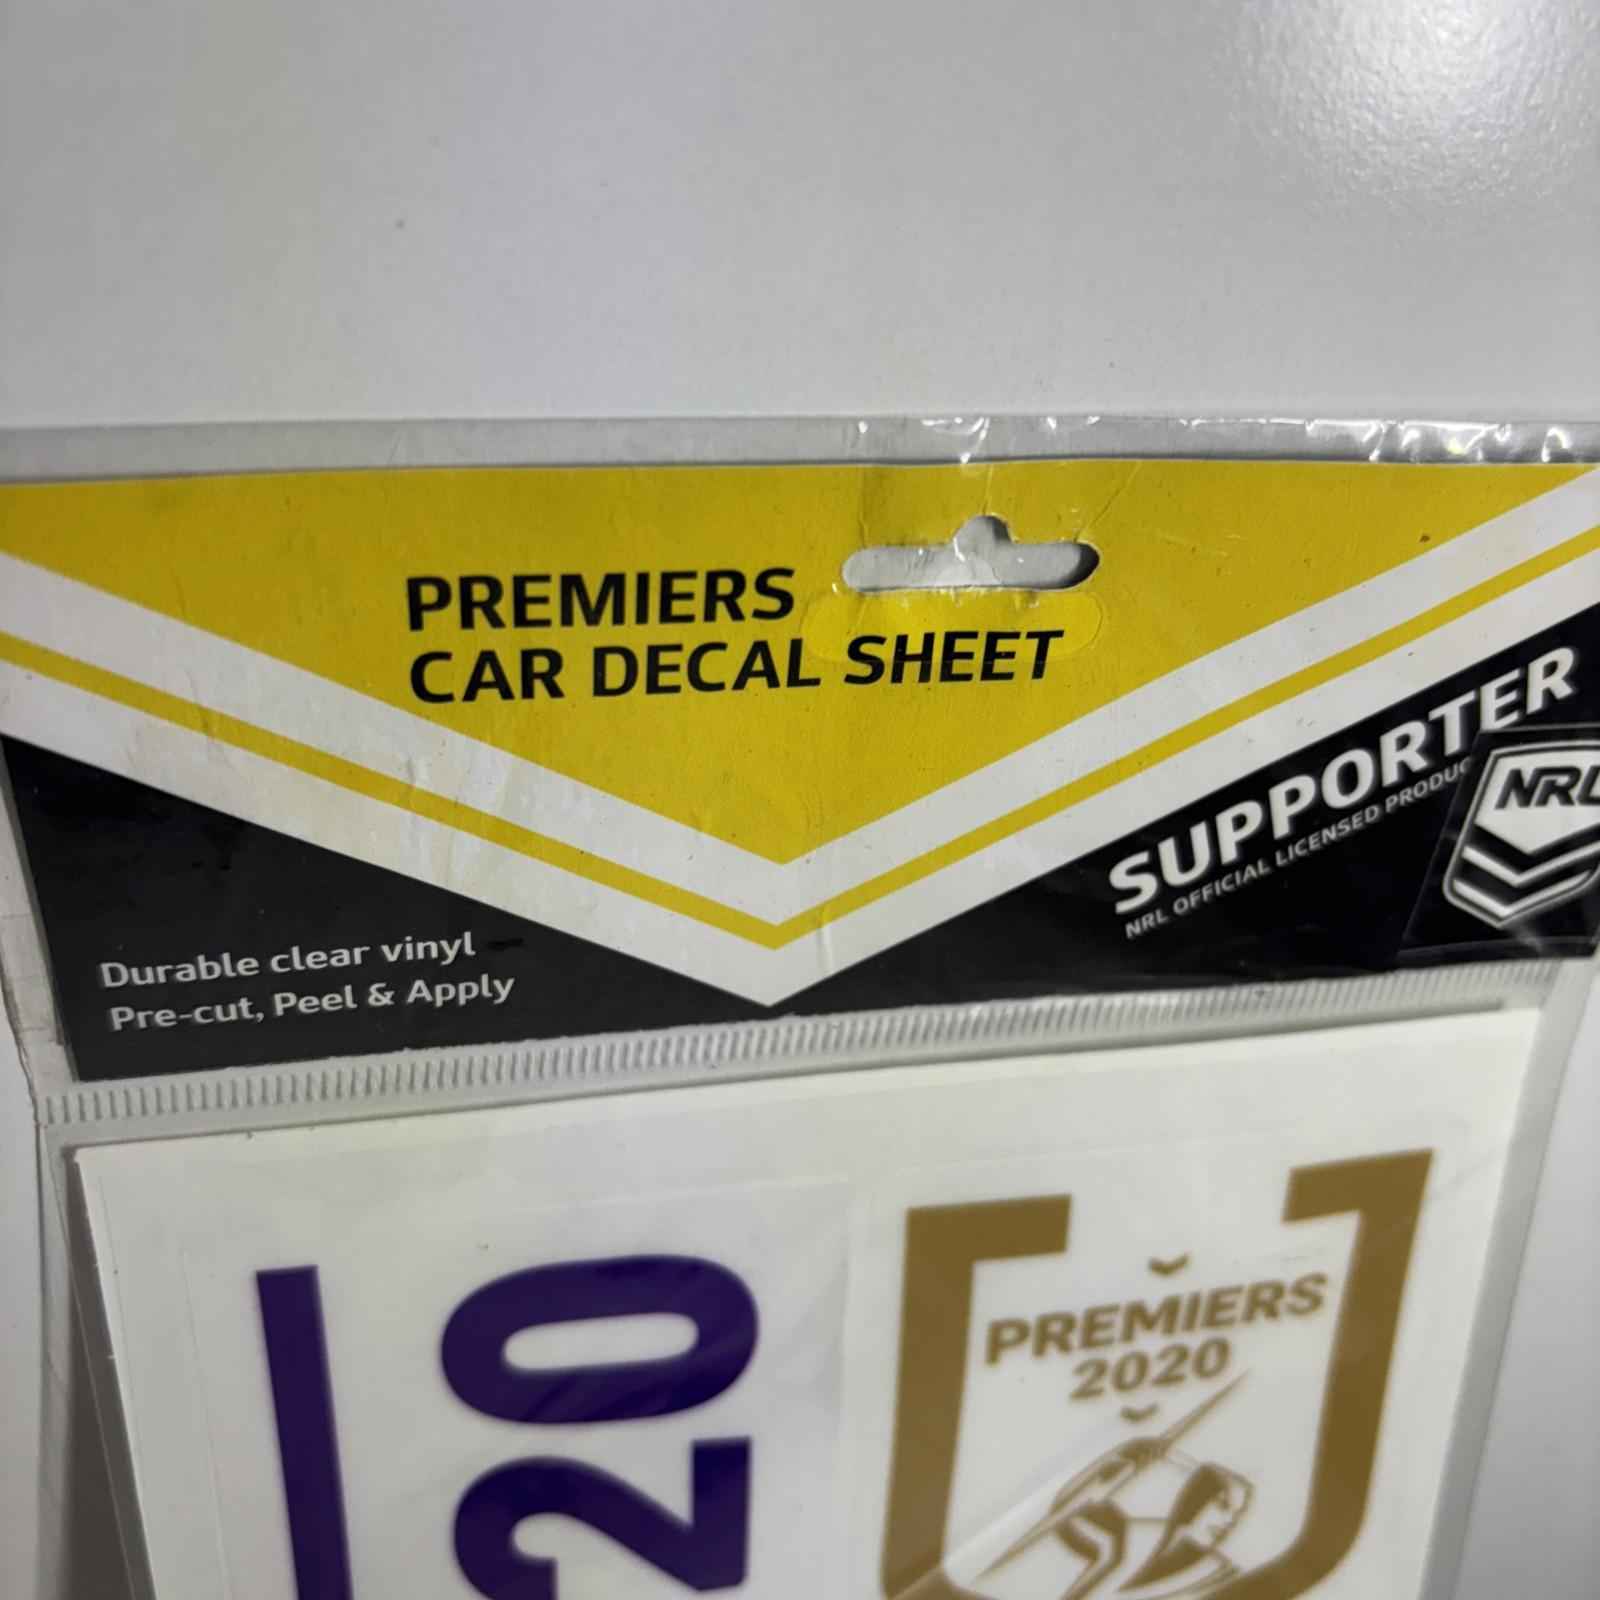 PREMIERS
CAR DECAL SHEET
SUPPORTER
NRL OFFICIAL LICENSED PRODUC
NRL
Durable clear vinyl
Pre-cut, Peel & Apply
20
PREMIERS
2020